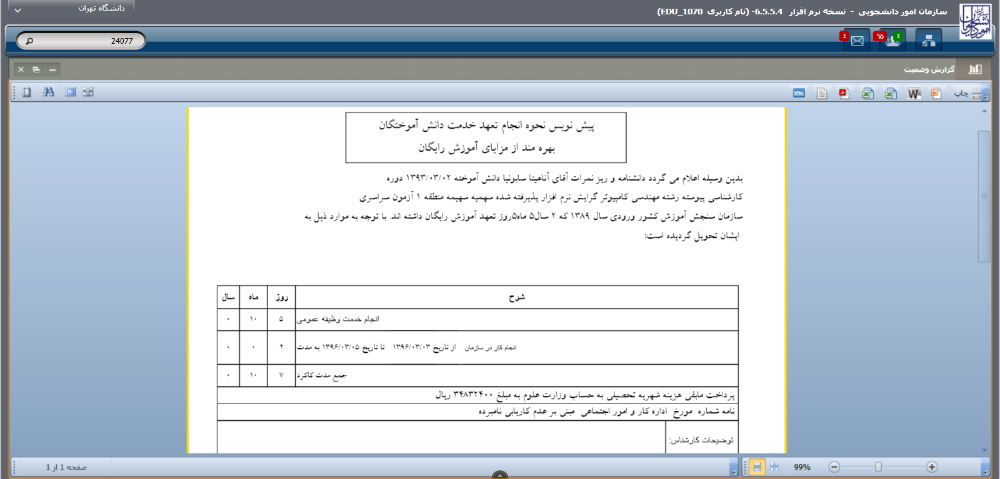 سازمان امور دانشجویی - نسخه نرم افزار 6.5.5.4- (نام کاربری EDU_1070)
دانشگاه تهران
۴
۹۵
۴
24077
گزارش وضعیت
چاپ
HTML
W
پیش نویس نحوه انجام تعهد خدمت دانش آموختگان
بهره مند از مزایای آموزش رایگان
بدین وسیله اعلام می گردد دانشنامه و ریز نمرات آقای آناهیتا سابونیا دانش آموخته ۱۳۹۳/۰۳/۰۲ دوره
کارشناسی پیوسته رشته مهندسی کامپیوتر گرایش نرم افزار پذیرفته شده سهمیه سهیمه منطقه ۱ آزمون سراسری
سازمان سنجش آموزش کشور ورودی سال ۱۳۸۹ که ۲ سال۵ ماه۵روز تعهد آموزش رایگان داشته اند. با توجه به موارد ذیل به
ایشان تحویل گردیده است:
شرح روز ماه سال
انجام خدمت وظیفه عمومی ۵ ۱۰ ۰
انجام کار در سازمان از تاریخ ۱۳۹۶/۰۳/۰۳ تا تاریخ ۱۳۹۶/۰۳/۰۵ به مدت ۲ ۰ ۰
جمع مدت کاکرد ۷ ۱۰ ۰
پرداخت مابقی هزینه شهریه تحصیلی به حساب وزارت علوم به مبلغ ۳۴۸۳۲۴۰۰ ریال
نامه شماره مورخ اداره کار و امور اجتماعی مبنی بر عدم کاریابی نامبرده
توضیحات کارشناس:
99%
صفحه 1 از 1